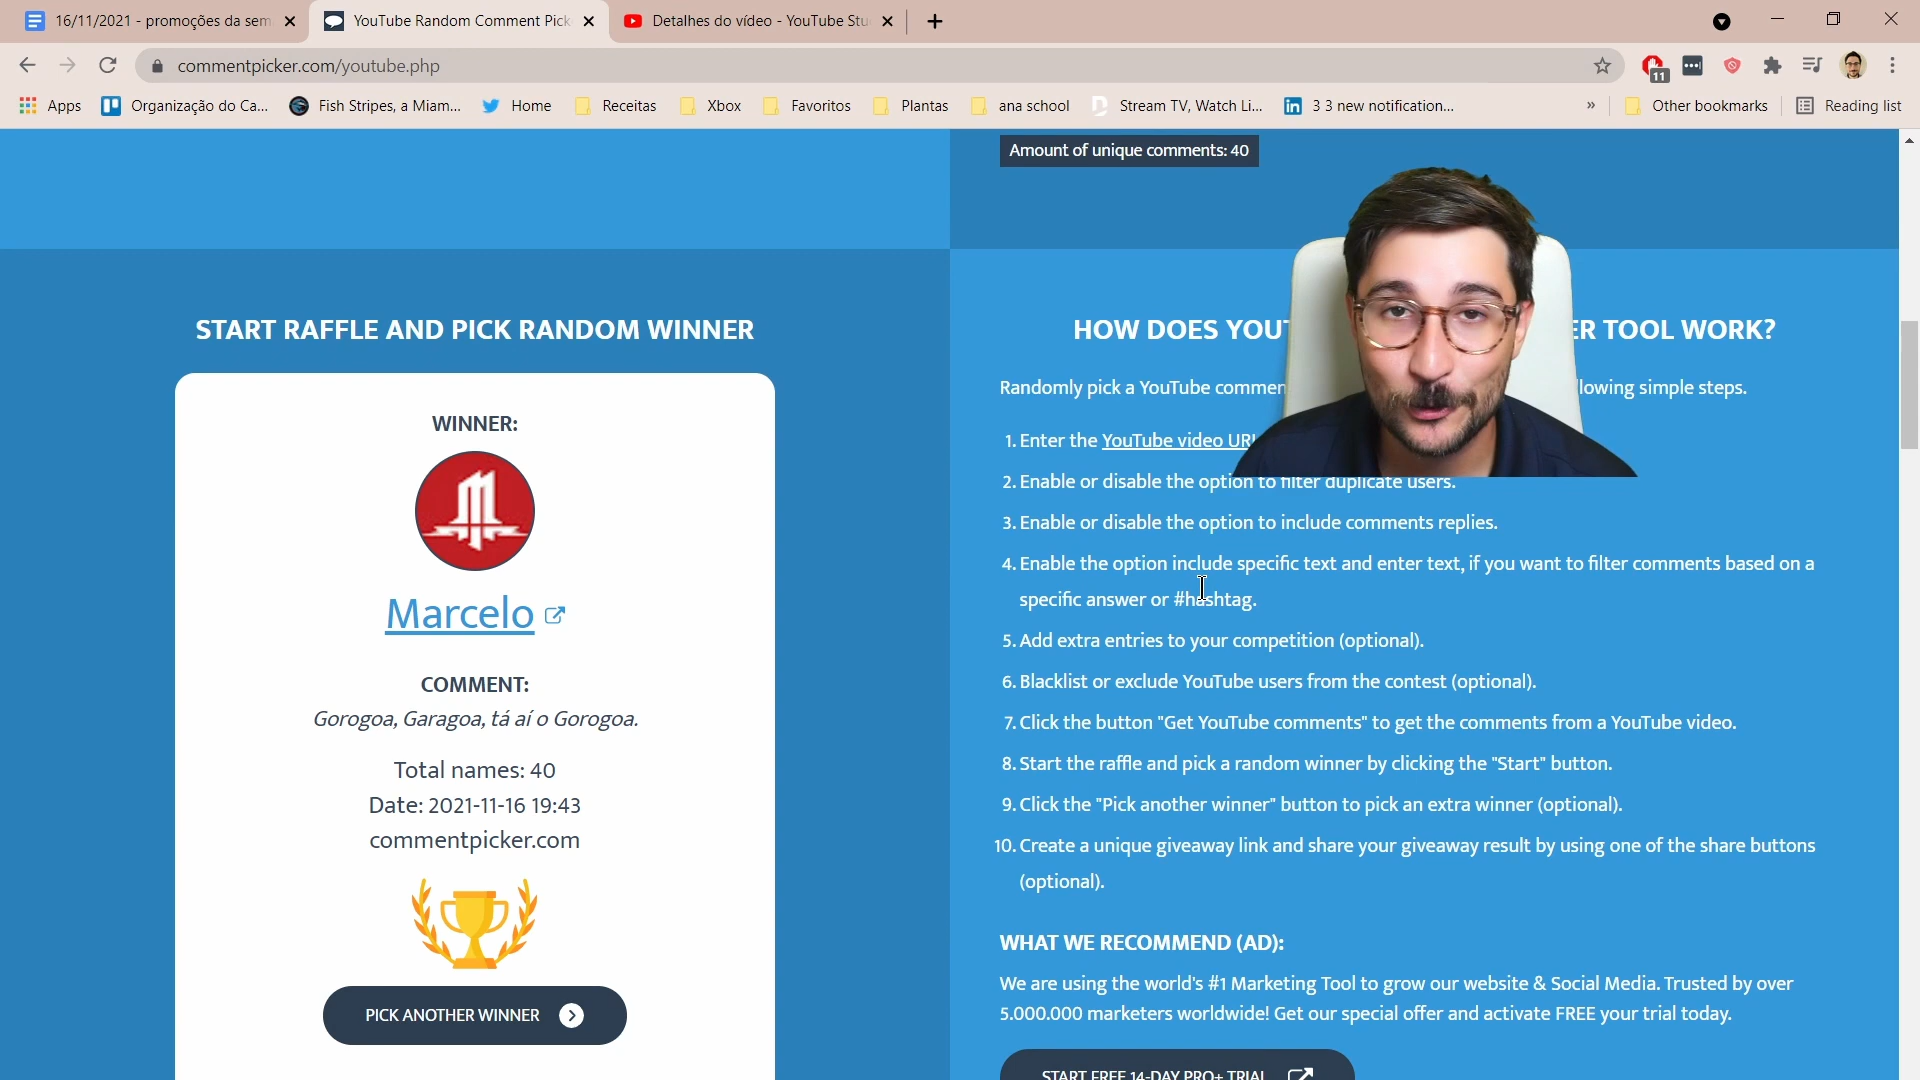 16/11/2021 - promoções da sem
YouTube Random Comment Pick
Detalhes do vídeo - YouTube Stu
commentpicker.com/youtube.php
11
Apps
Organização do Ca...
Fish Stripes, a Miam...
Home
Receitas
Xbox
Favoritos
Plantas
ana school
Stream TV, Watch Li...
3 3 new notification...
»
Other bookmarks
Reading list
Amount of unique comments: 40
START RAFFLE AND PICK RANDOM WINNER
WINNER:
Marcelo
COMMENT:
Gorogoa, Garagoa, tá aí o Gorogoa.
Total names: 40
Date: 2021-11-16 19:43
commentpicker.com
PICK ANOTHER WINNER
HOW DOES YOUT ER TOOL WORK?
Randomly pick a YouTube commen llowing simple steps.
1. Enter the YouTube video URL
2. Enable or disable the option to filter duplicate users.
3. Enable or disable the option to include comments replies.
4. Enable the option include specific text and enter text, if you want to filter comments based on a
specific answer or #hashtag.
5. Add extra entries to your competition (optional).
6. Blacklist or exclude YouTube users from the contest (optional).
7. Click the button "Get YouTube comments" to get the comments from a YouTube video.
8. Start the raffle and pick a random winner by clicking the "Start" button.
9. Click the "Pick another winner" button to pick an extra winner (optional).
10. Create a unique giveaway link and share your giveaway result by using one of the share buttons
(optional).
WHAT WE RECOMMEND (AD):
We are using the world's #1 Marketing Tool to grow our website & Social Media. Trusted by over
5.000.000 marketers worldwide! Get our special offer and activate FREE your trial today.
START FREE 14-DAY PRO+ TRIAL